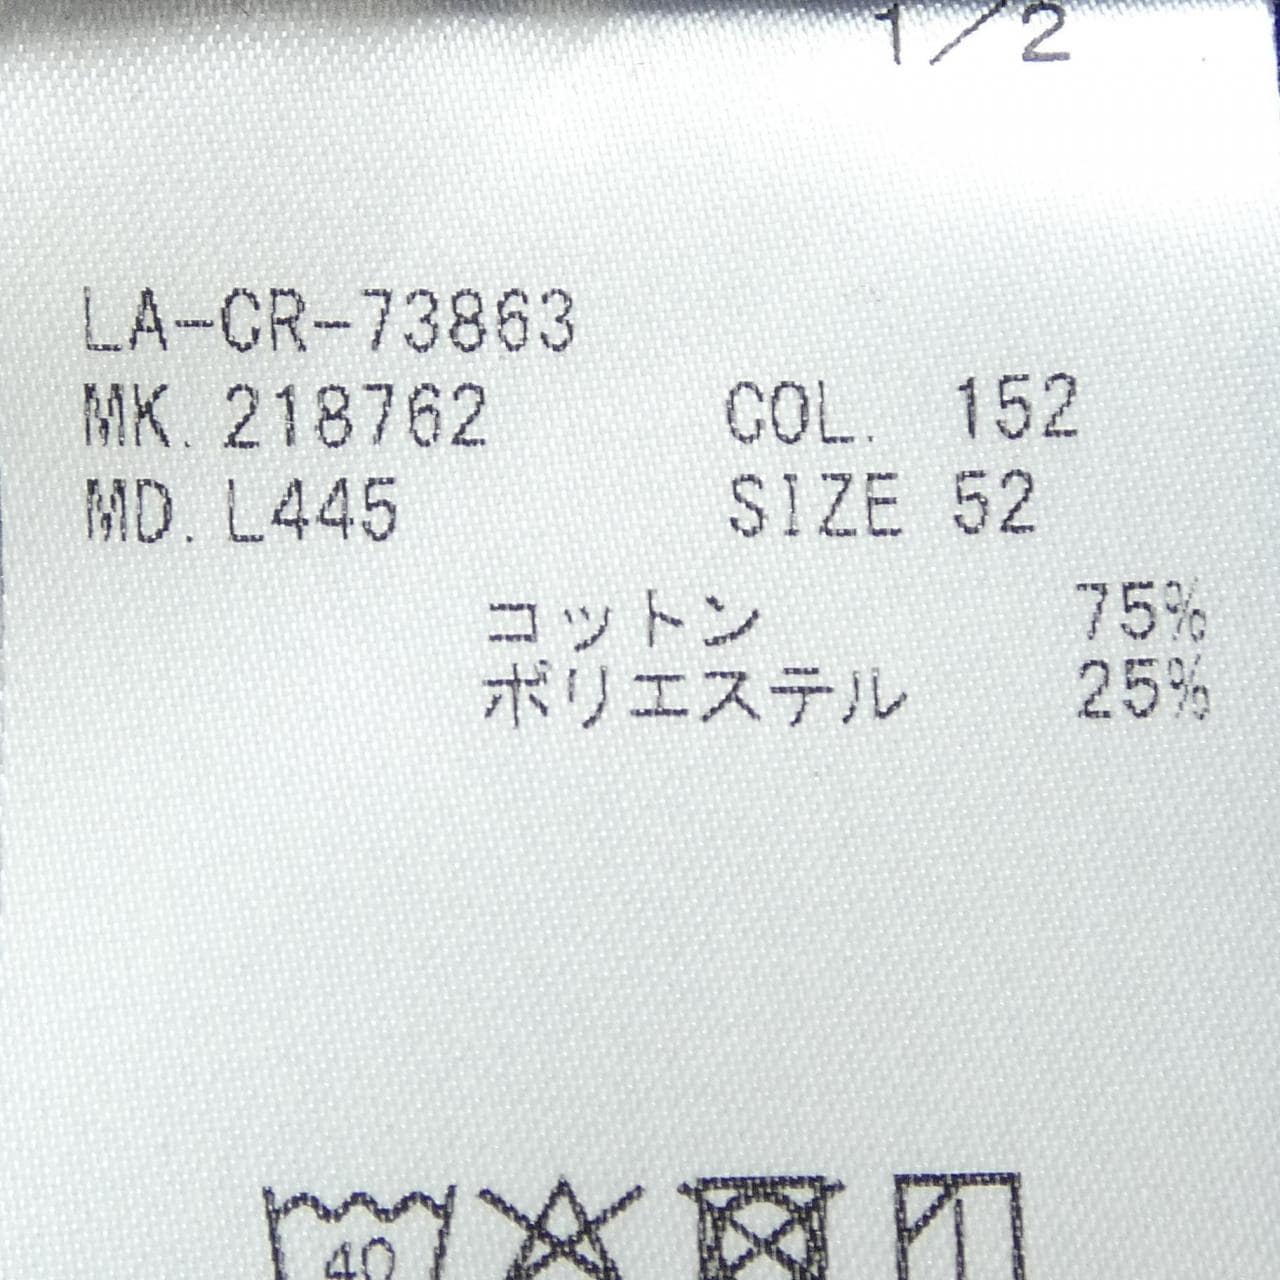 1/2
LA-CR-73863
MK. 218762 COL. 152
MD. L445 SIZE 52
コットン 75%
ポリエステル 25%
40